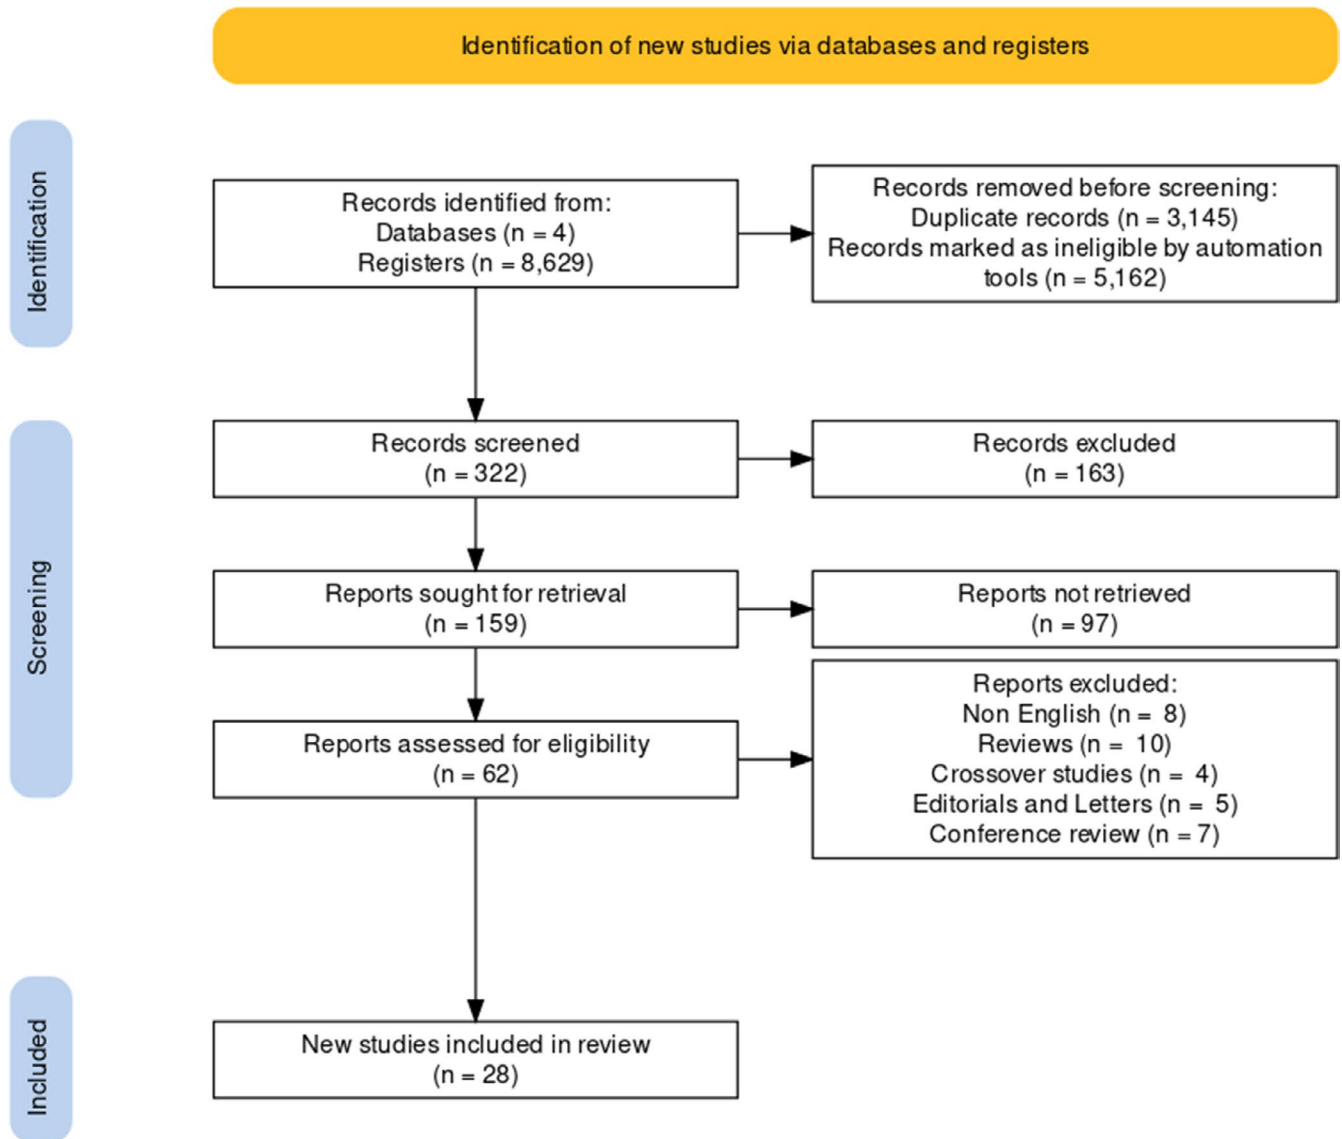 Identification of new studies via databases and registers
Identification
Records identified from:
Databases (n = 4)
Registers (n = 8,629)
Records removed before screening:
Duplicate records (n = 3,145)
Records marked as ineligible by automation
tools (n = 5,162)
Screening
Records screened
(n = 322)
Records excluded
(n = 163)
Reports sought for retrieval
(n = 159)
Reports not retrieved
(n = 97)
Reports assessed for eligibility
(n = 62)
Reports excluded:
Non English (n = 8)
Reviews (n = 10)
Crossover studies (n = 4)
Editorials and Letters (n = 5)
Conference review (n = 7)
Included
New studies included in review
(n = 28)